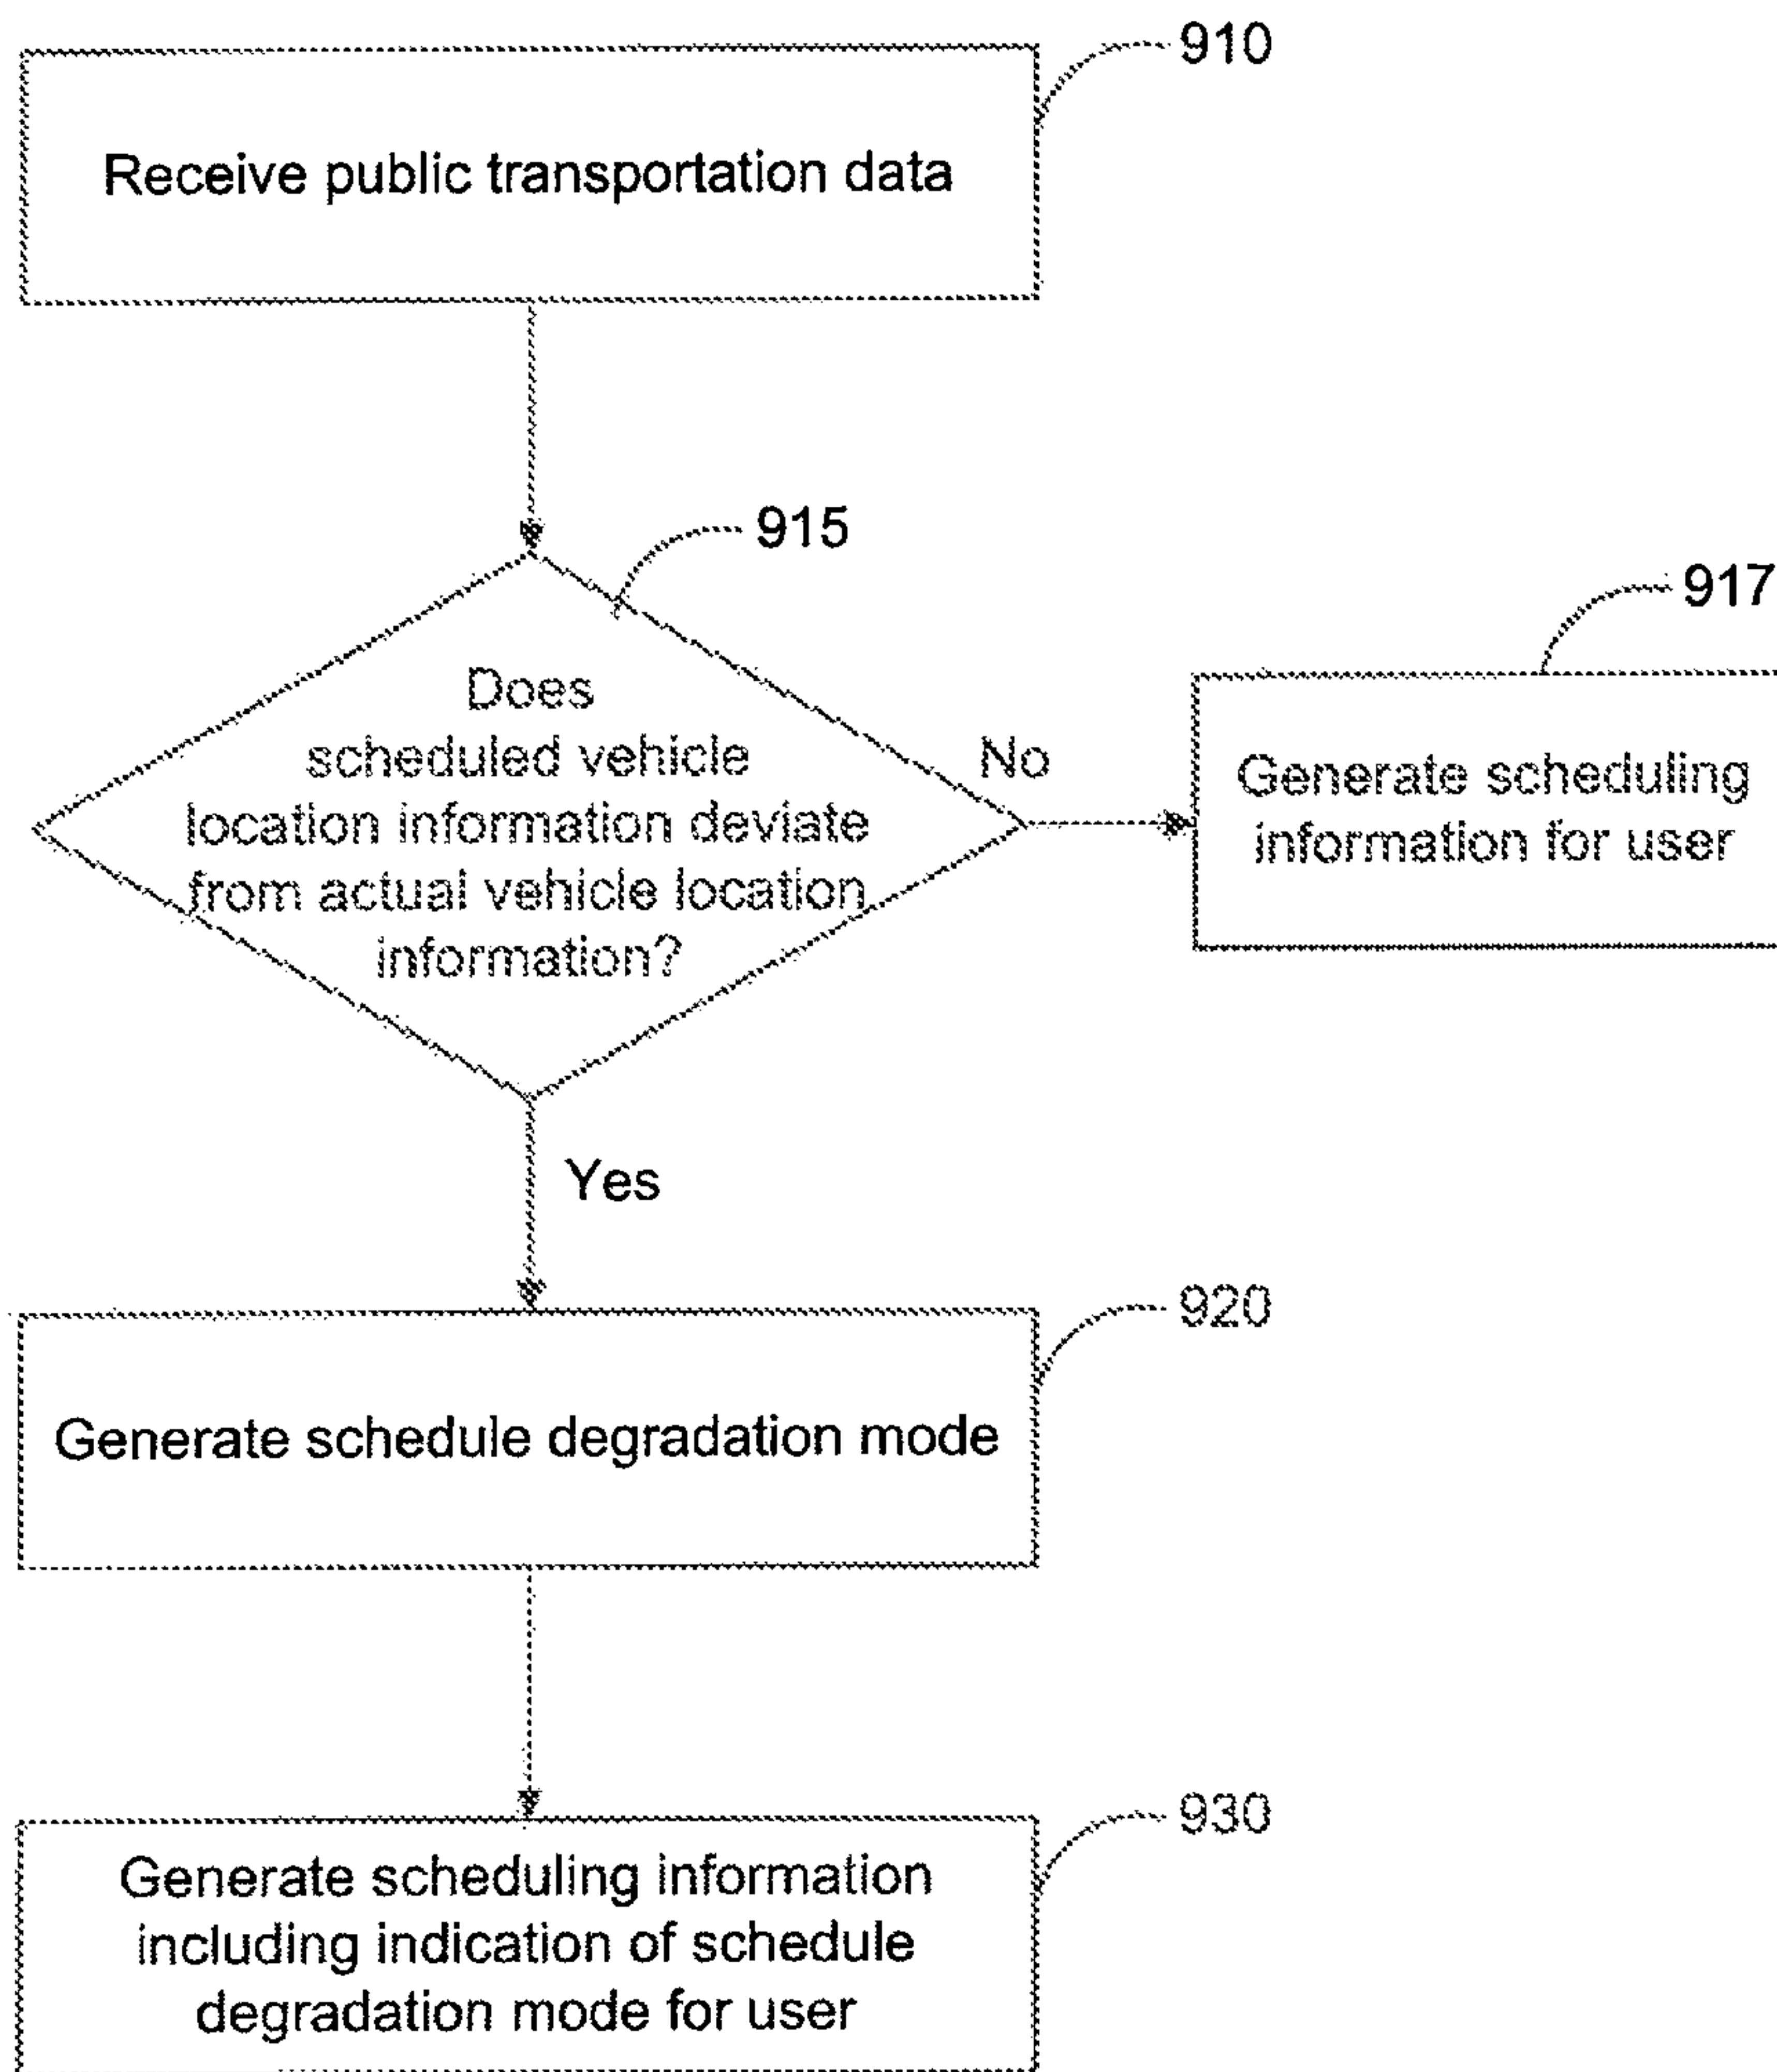 910
Receive public transportation data
915
Does
scheduled vehicle
location information deviate
from actual vehicle location
information?
No
917
Generate scheduling
information for user
Yes
920
Generate schedule degradation mode
930
Generate scheduling information
including indication of schedule
degradation mode for user